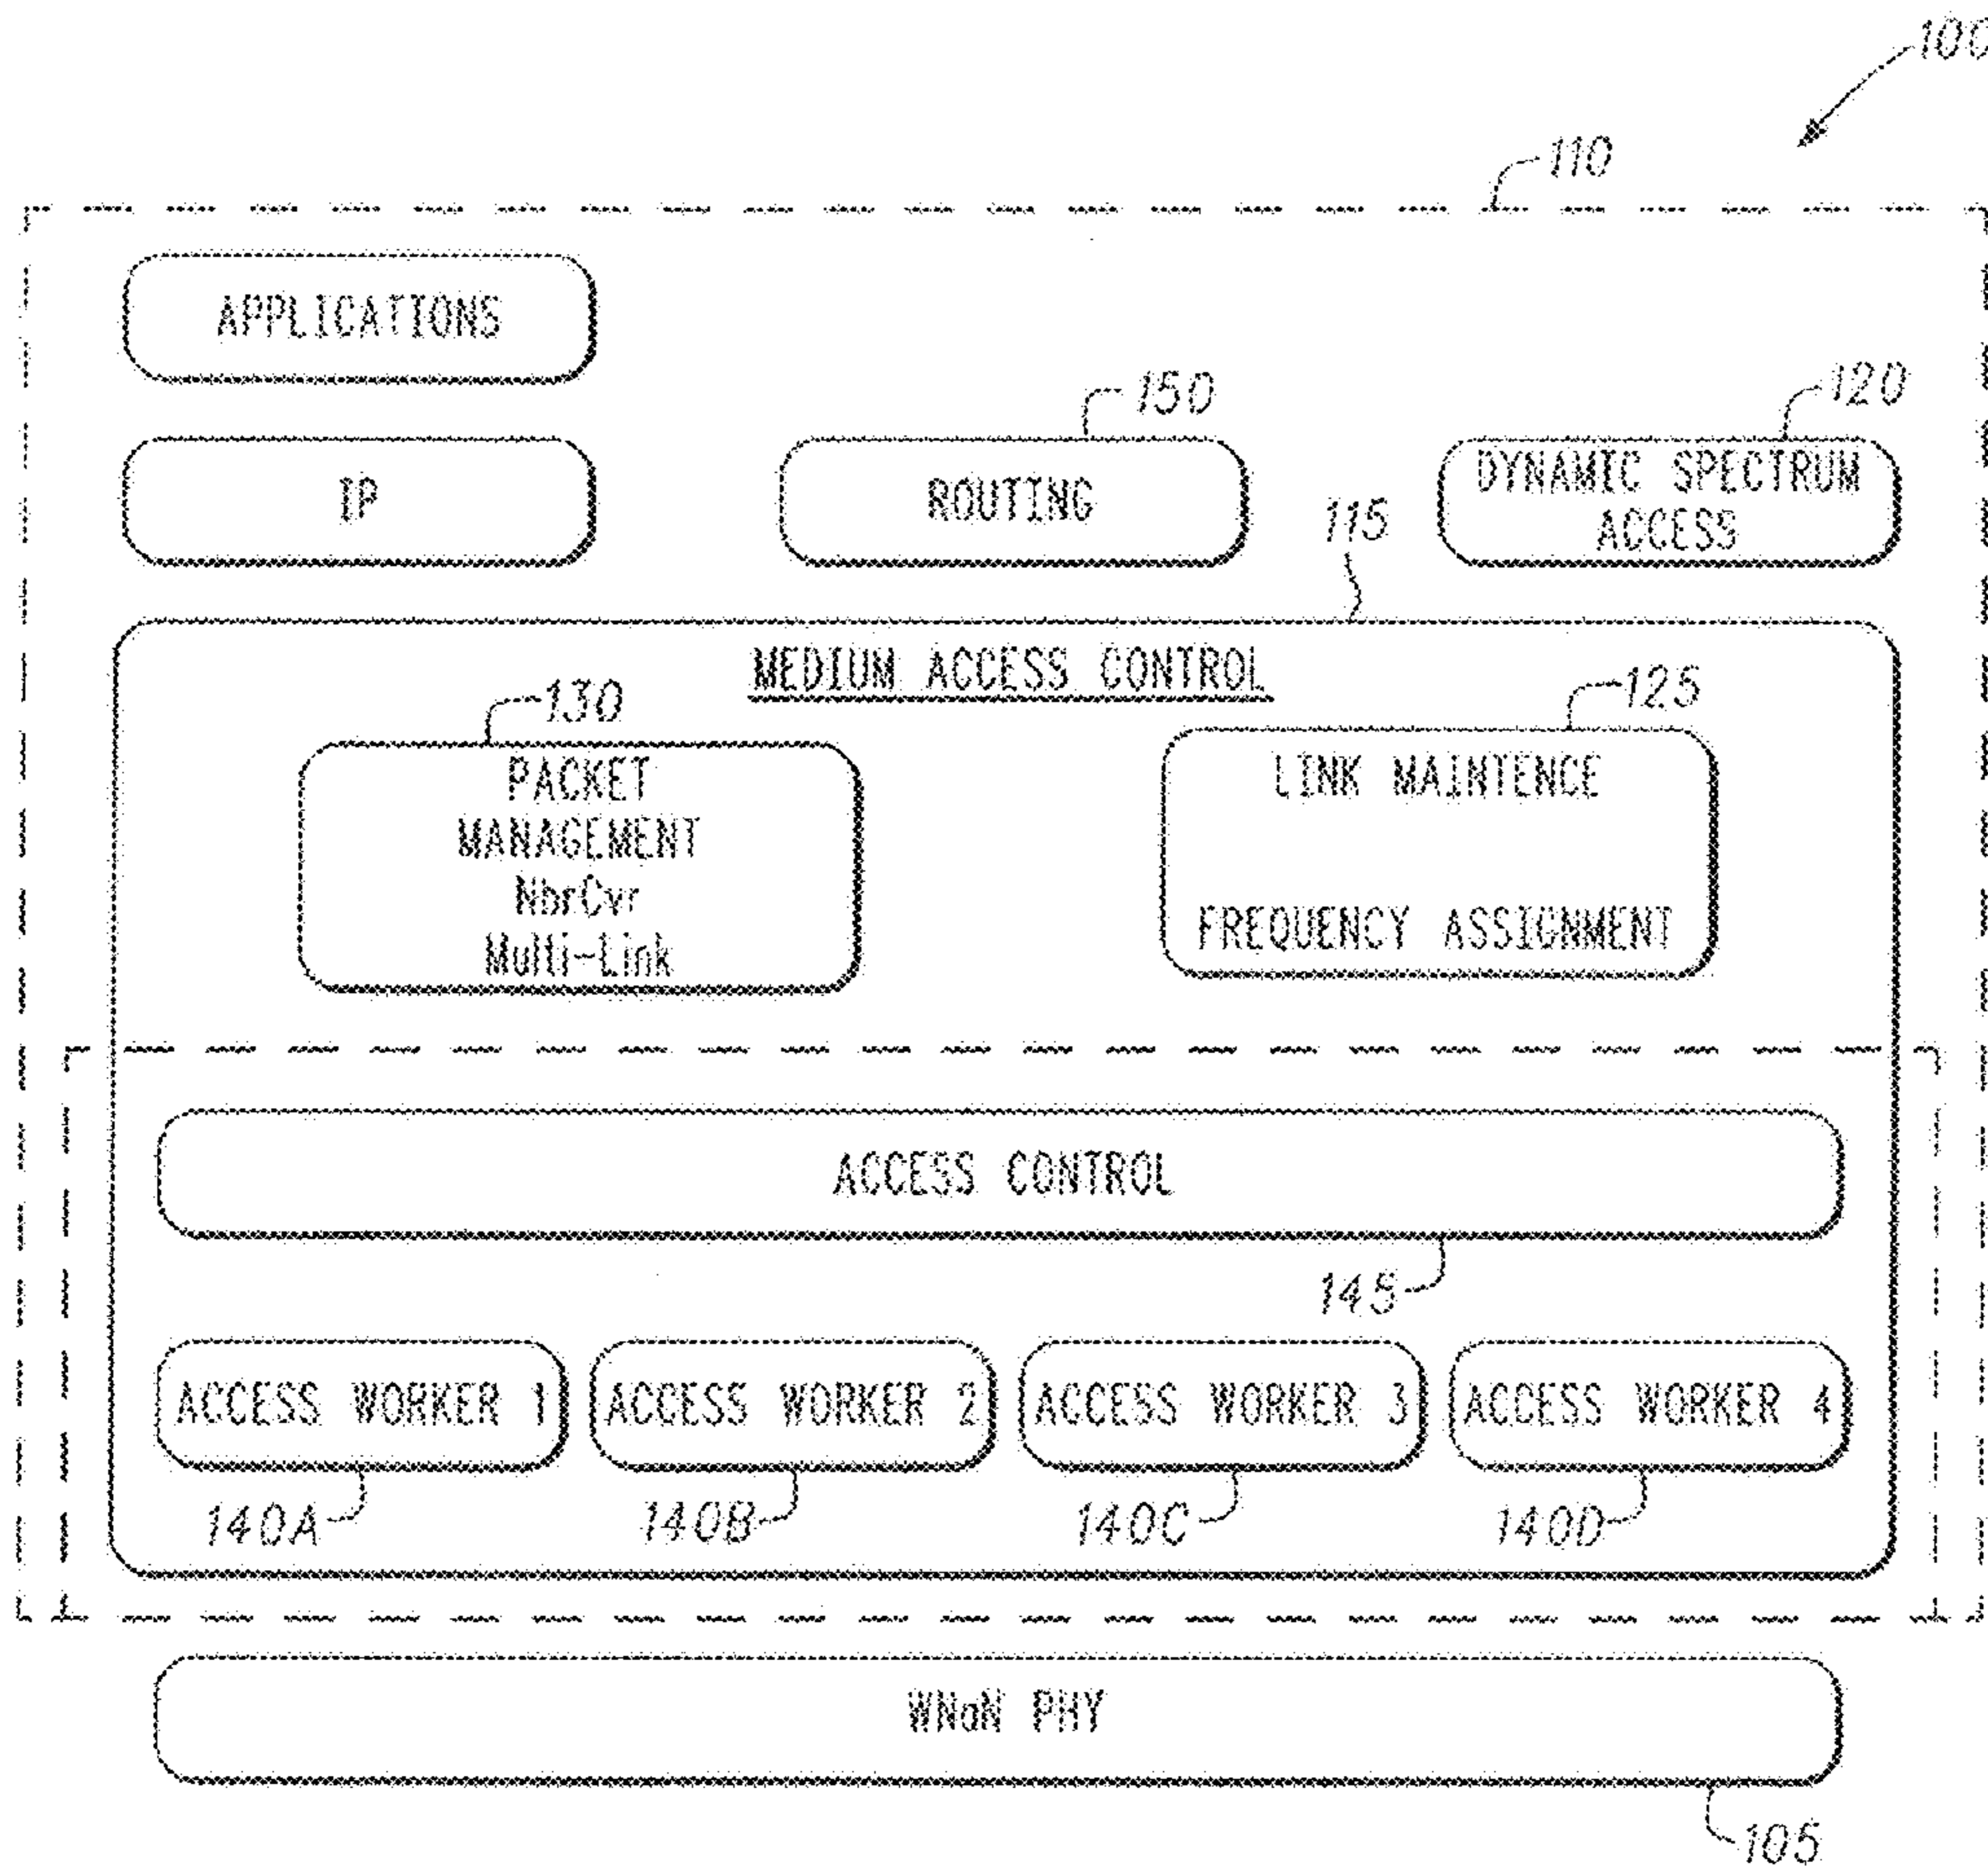 100
110
APPLICATIONS
150
120
IP
ROUTING
DYNAMIC SPECTRUM
ACCESS
115
MEDIUM ACCESS CONTROL
130
125
PACKET
MANAGEMENT
NbrCvr
Multi-Link
LINK MAINTENCE
FREQUENCY ASSIGNMENT
ACCESS CONTROL
145
ACCESS WORKER 1
ACCESS WORKER 2
ACCESS WORKER 3
ACCESS WORKER 4
140A
140B
140C
140D
WNaN PHY
105